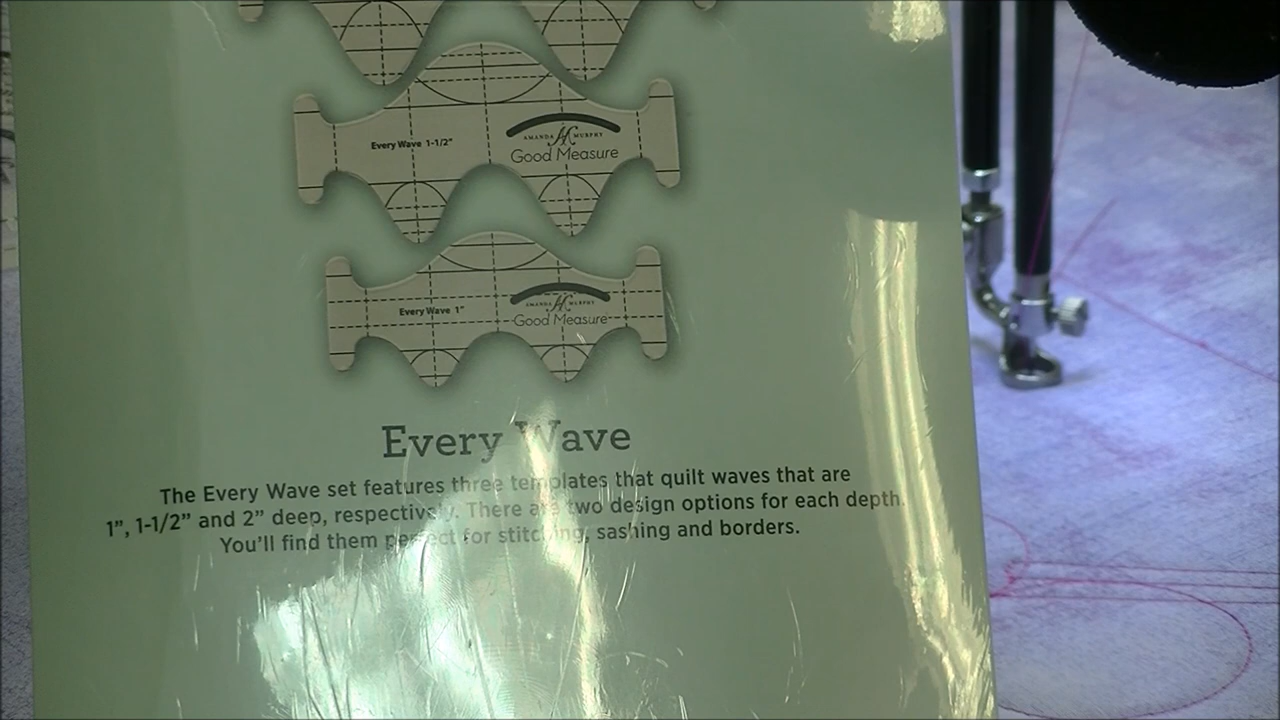 Every Wave 1-1/2”
AMANDA MURPHY
Good Measure
Every Wave 1”
AMANDA MURPHY
Good Measure
Every Wave
The Every Wave set features three templates that quilt waves that are
1”, 1-1/2” and 2” deep, respectively. There are two design options for each depth.
You’ll find them perfect for stitching, sashing and borders.